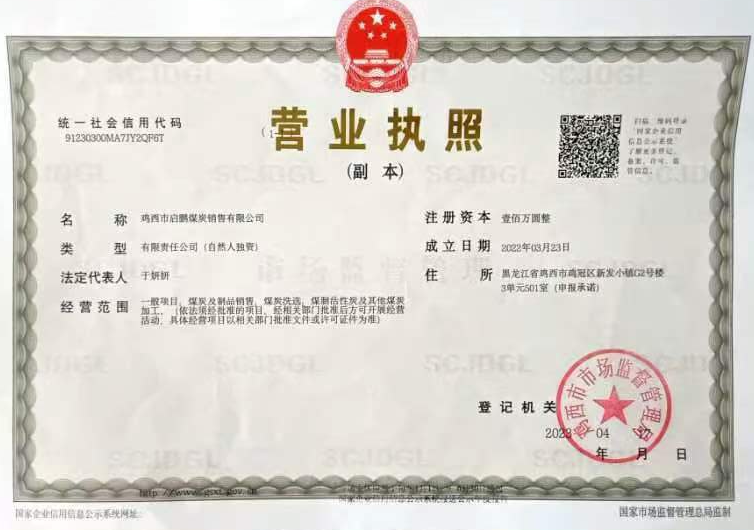 统一社会信用代码
91230300MA7JY2QF6T
营业执照
(副 本)
扫描二维码登录
"国家企业信用
信息公示系统"
了解更多登记、
备案、许可、监
管信息。
名 称 鸡西市启鹏煤炭销售有限公司
类 型 有限责任公司(自然人独资)
法定代表人 于妍妍
经营范围 一般项目,煤炭及制品销售,煤炭洗选,煤制活性炭及其他煤炭
加工。(依法须经批准的项目,经相关部门批准后方可开展经营
活动,具体经营项目以相关部门批准文件或许可证件为准)
注册资本 壹佰万圆整
成立日期 2022年03月23日
住 所 黑龙江省鸡西市鸡冠区新发小镇G2号楼
3单元501室(申报承诺)
登记机关
鸡西市市场监督管理局
2023 04 17
年 月 日
SCJDGL
市场监督管理
http://www.gsxt.gov.cn
国家企业信用信息公示系统网址:
国家市场监督管理总局监制